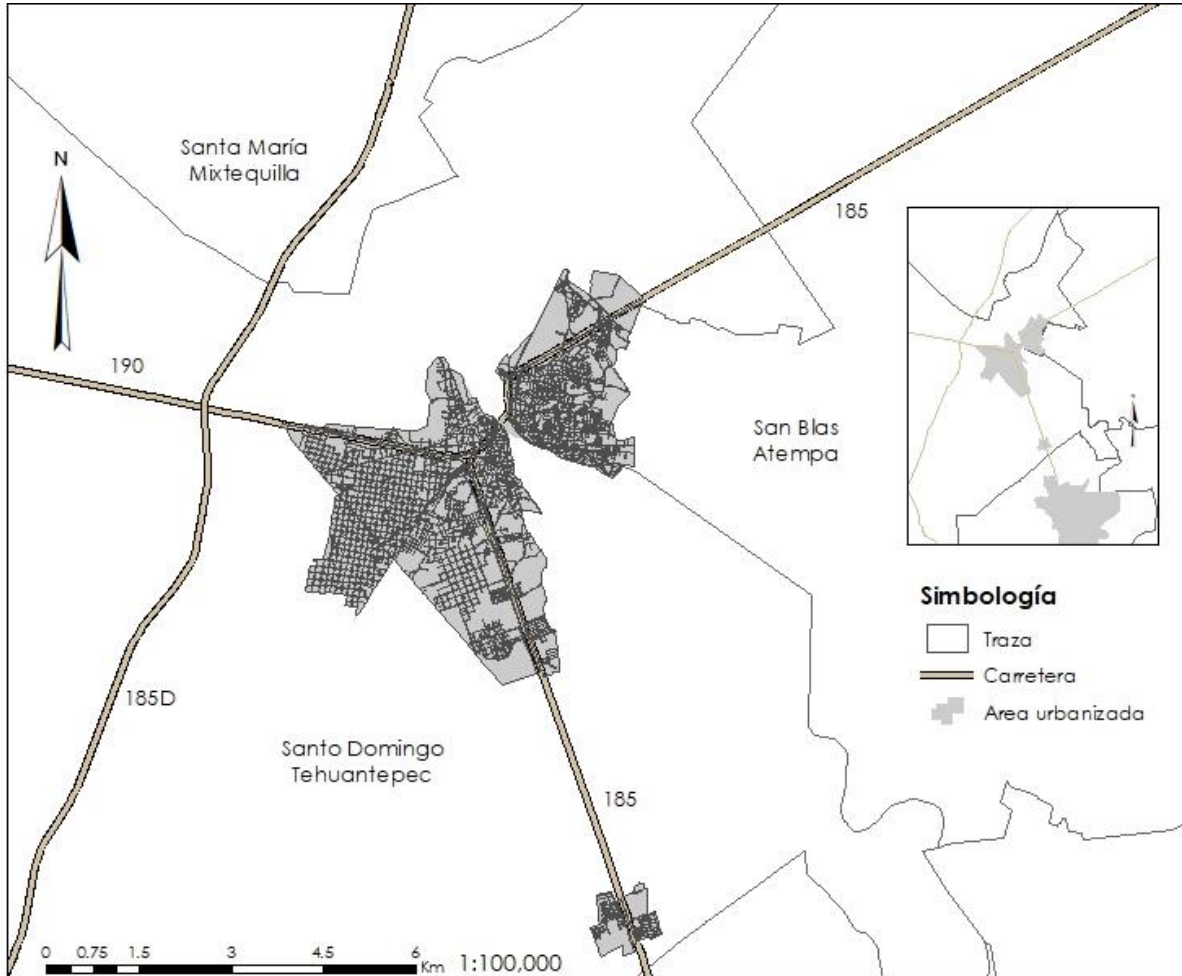 Santa María
Mixtequilla
N
185
190
San Blas
Atempa
Simbología
Traza
Carretera
Area urbanizada
185D
Santo Domingo
Tehuantepec
185
0 0.75 1.5 3 4.5 6
Km 1:100,000